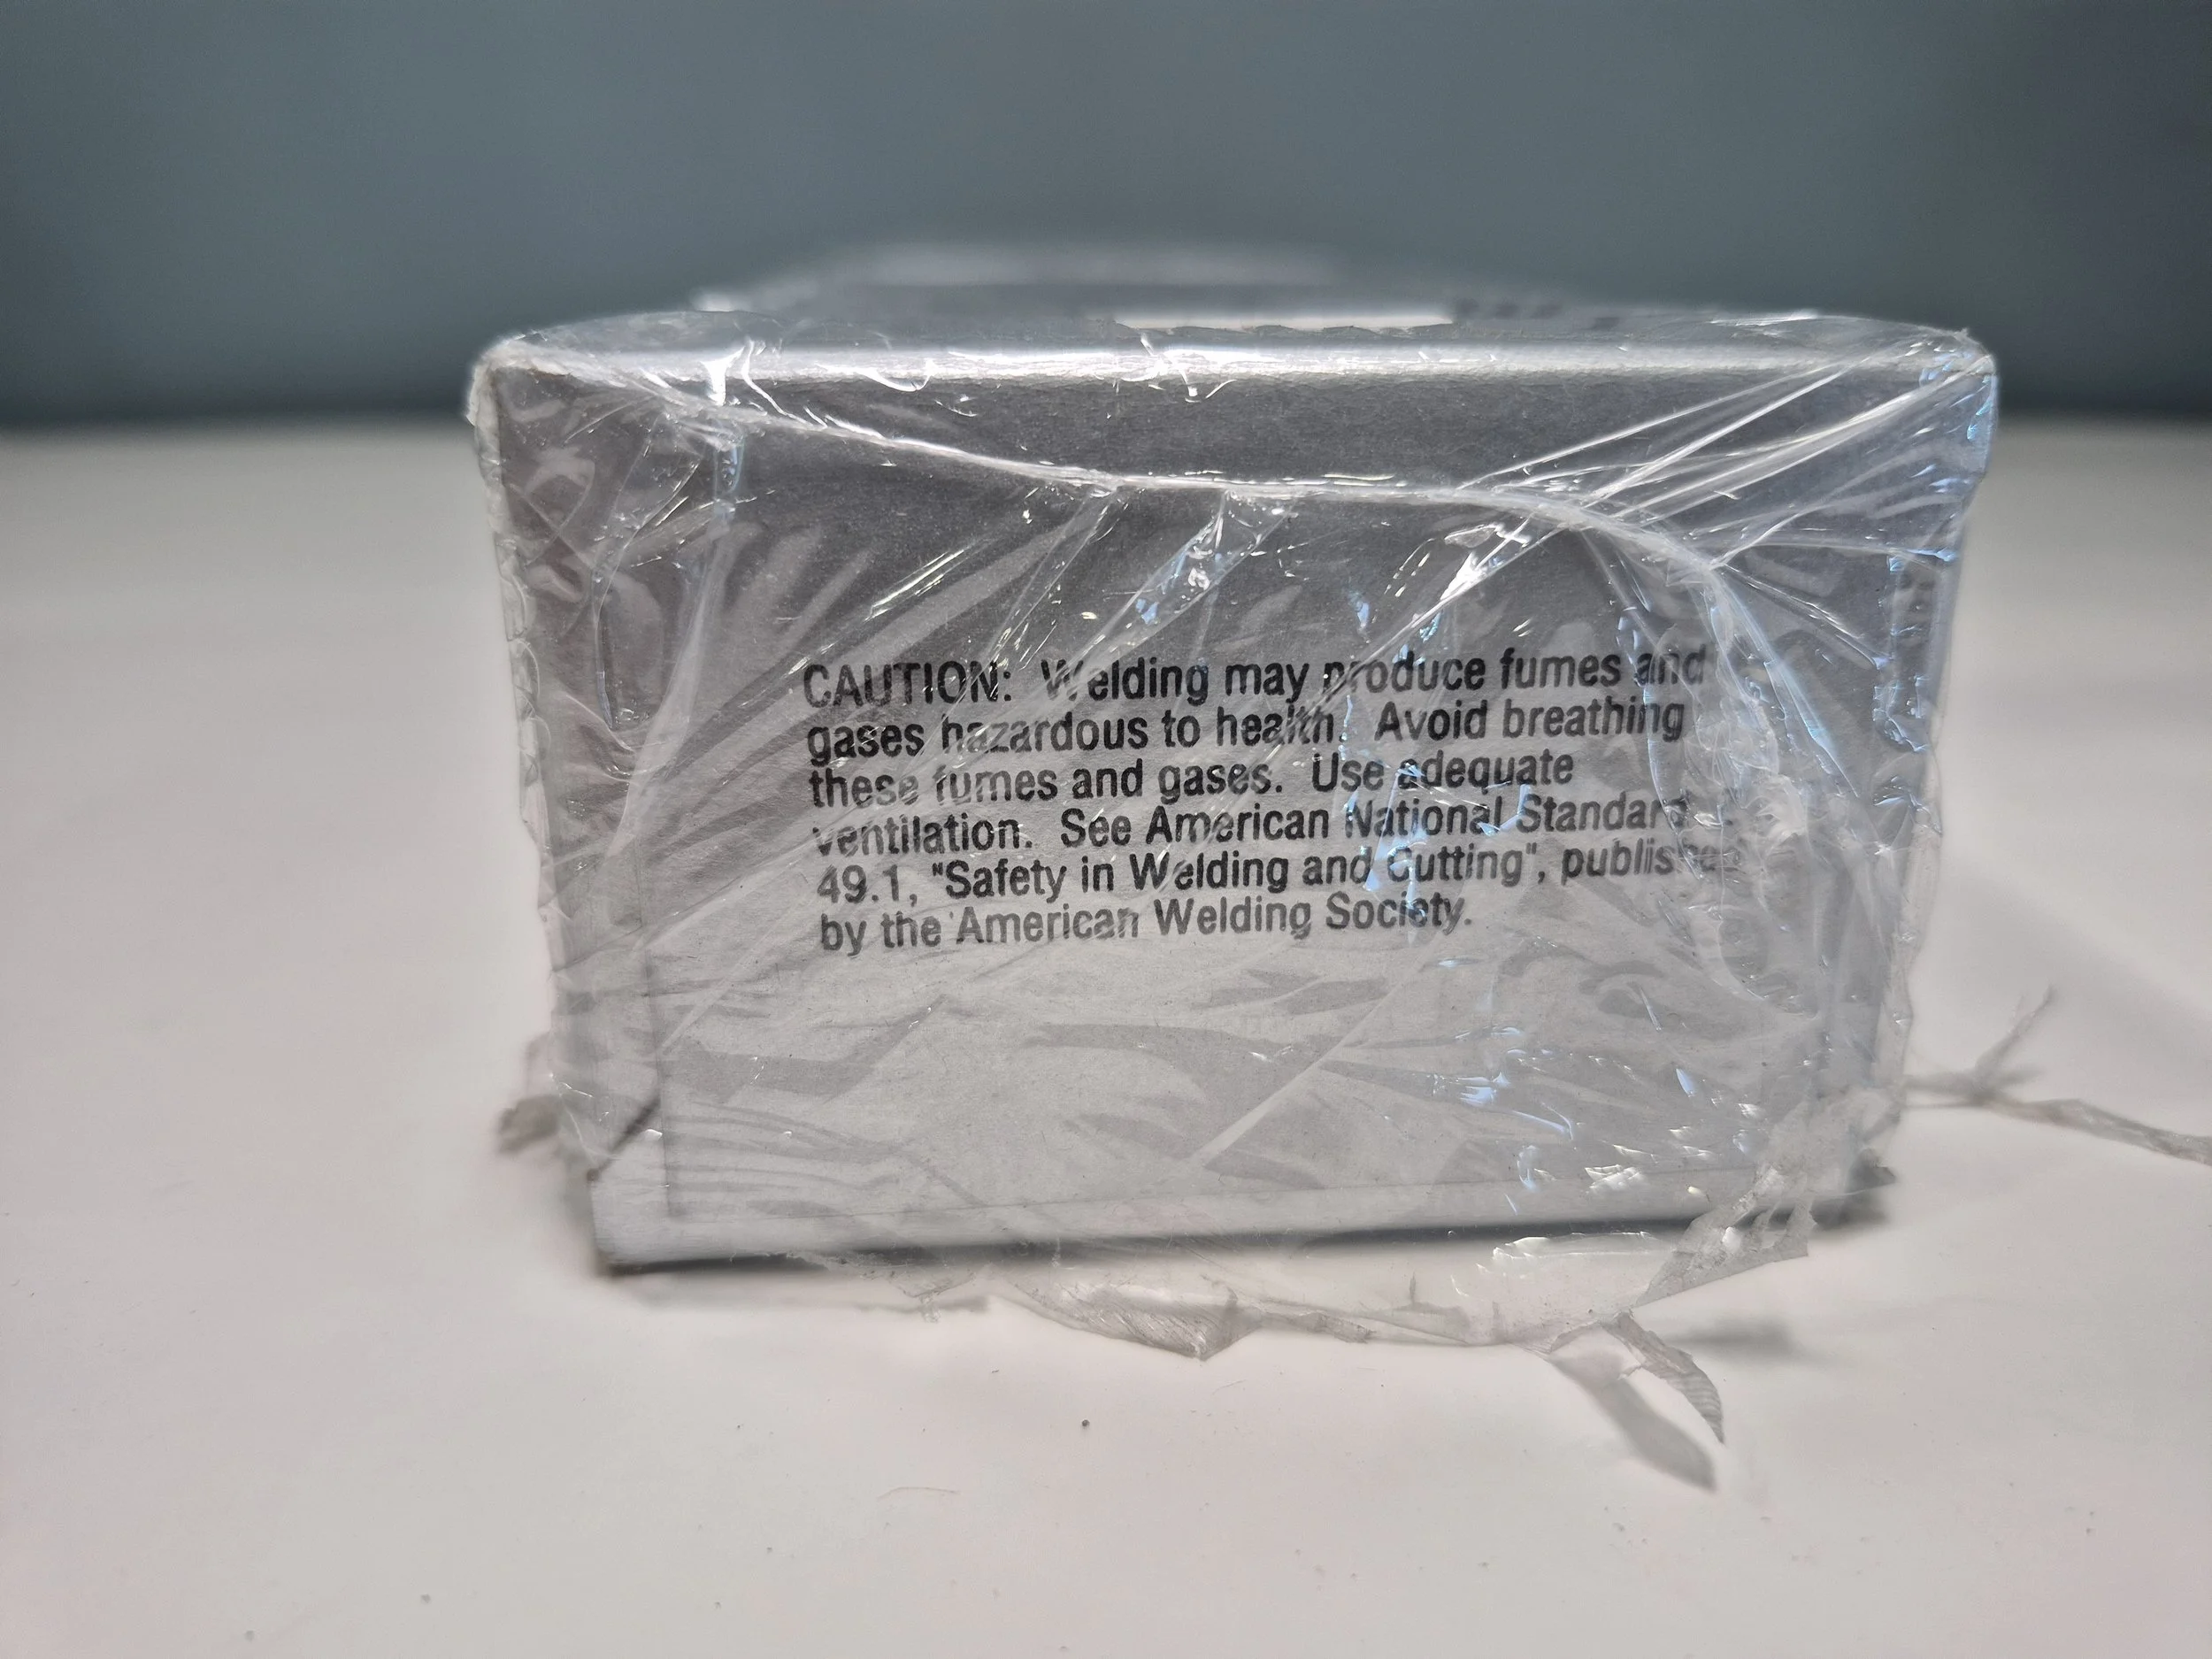 CAUTION: Welding may produce fumes and
gases hazardous to health. Avoid breathing
these fumes and gases. Use adequate
ventilation. See American National Standard
49.1, "Safety in Welding and Cutting", published
by the American Welding Society.